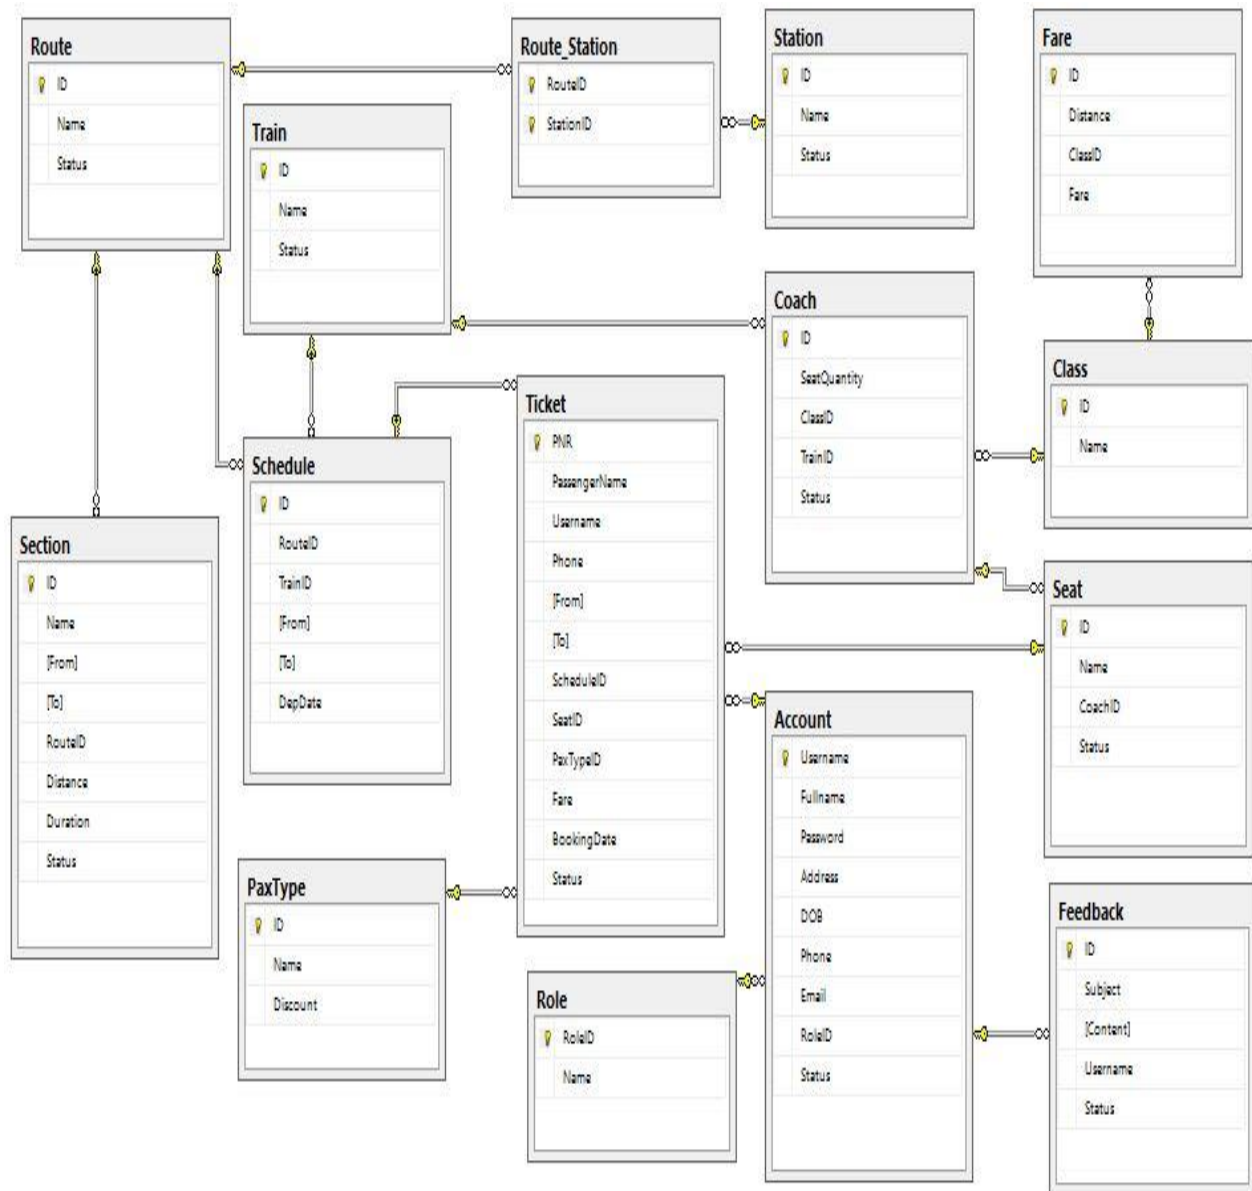 Route
ID
Name
Status
Train
ID
Name
Status
Route_Station
RouteID
StationID
Station
ID
Name
Status
Fare
ID
Distance
ClassID
Fare
Coach
ID
SeatQuantity
ClassID
TrainID
Status
Class
ID
Name
Section
ID
Name
[From]
[To]
RouteID
Distance
Duration
Status
Schedule
ID
RouteID
TrainID
[From]
[To]
DepDate
Ticket
PNR
PassengerName
Username
Phone
[From]
[To]
ScheduleID
SeatID
PaxTypeID
Fare
BookingDate
Status
Seat
ID
Name
CoachID
Status
Account
Username
Fullname
Password
Address
DOB
Phone
Email
RoleID
Status
PaxType
ID
Name
Discount
Role
RoleID
Name
Feedback
ID
Subject
[Content]
Username
Status